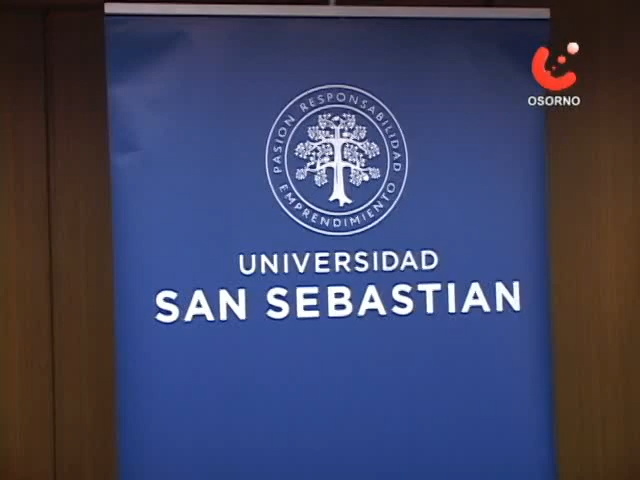 OSORNO
PASION RESPONSABILIDAD
EMPRENDIMIENTO
UNIVERSIDAD
SAN SEBASTIAN